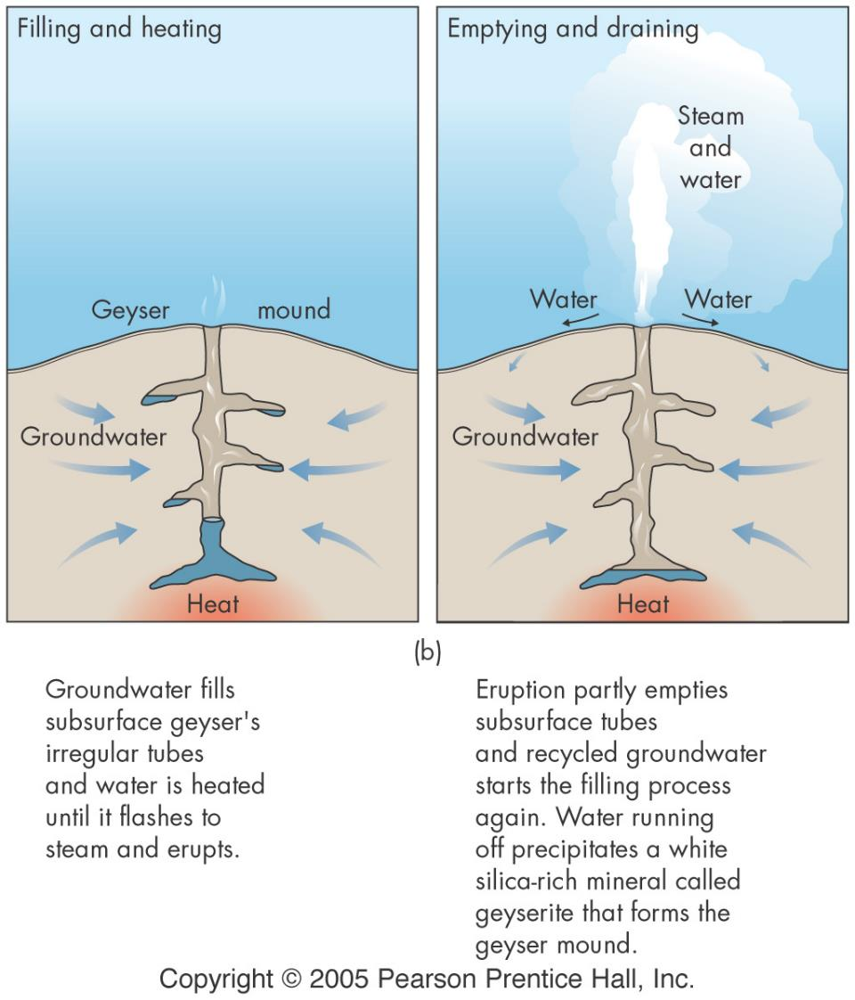 Filling and heating
Geyser mound
Groundwater
Heat
Emptying and draining
Steam
and
water
Water
Water
Groundwater
Heat
(b)
Groundwater fills
subsurface geyser's
irregular tubes
and water is heated
until it flashes to
steam and erupts.
Eruption partly empties
subsurface tubes
and recycled groundwater
starts the filling process
again. Water running
off precipitates a white
silica-rich mineral called
geyserite that forms the
geyser mound.
Copyright © 2005 Pearson Prentice Hall, Inc.